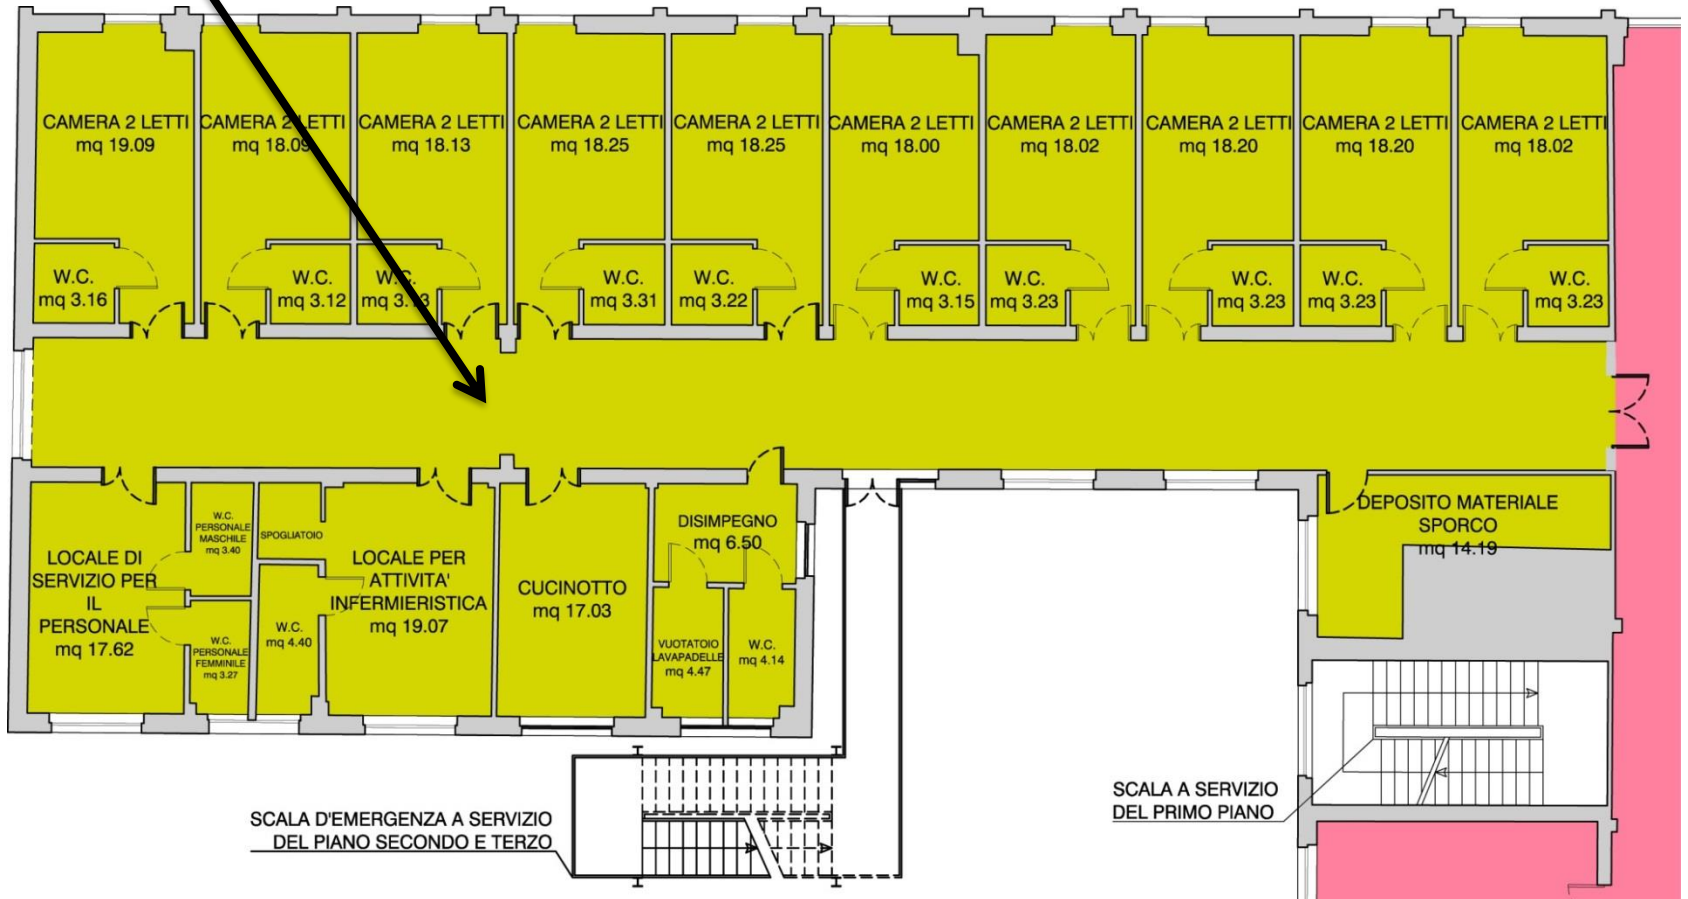 CAMERA 2 LETTI
mq 19.09
CAMERA 2 LETTI
mq 18.09
CAMERA 2 LETTI
mq 18.13
CAMERA 2 LETTI
mq 18.25
CAMERA 2 LETTI
mq 18.25
CAMERA 2 LETTI
mq 18.00
CAMERA 2 LETTI
mq 18.02
CAMERA 2 LETTI
mq 18.20
CAMERA 2 LETTI
mq 18.20
CAMERA 2 LETTI
mq 18.02
W.C.
mq 3.16
W.C.
mq 3.12
W.C.
mq 3.13
W.C.
mq 3.31
W.C.
mq 3.22
W.C.
mq 3.15
W.C.
mq 3.23
W.C.
mq 3.23
W.C.
mq 3.23
W.C.
mq 3.23
LOCALE DI
SERVIZIO PER
IL
PERSONALE
mq 17.62
W.C.
PERSONALE
MASCHILE
mq 3.40
W.C.
PERSONALE
FEMMINILE
mq 3.27
SPOGLIATOIO
W.C.
mq 4.40
LOCALE PER
ATTIVITA'
INFERMIERISTICA
mq 19.07
CUCINOTTO
mq 17.03
DISIMPEGNO
mq 6.50
VUOTATOIO
LAVAPADELLE
mq 4.47
W.C.
mq 4.14
DEPOSITO MATERIALE
SPORCO
mq 14.19
SCALA D'EMERGENZA A SERVIZIO
DEL PIANO SECONDO E TERZO
SCALA A SERVIZIO
DEL PRIMO PIANO